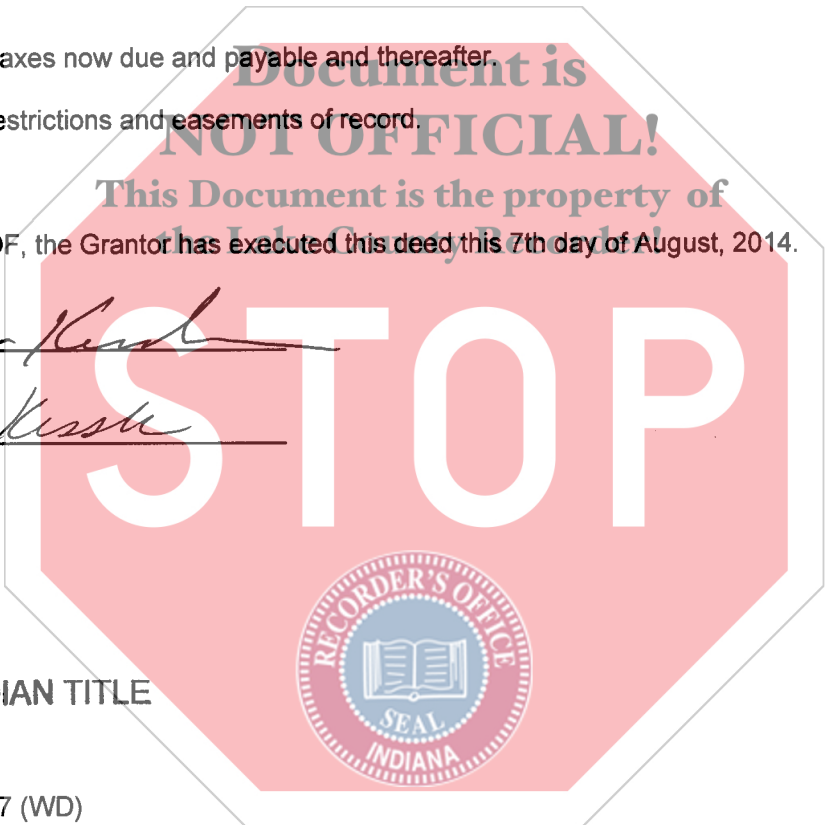 axes now due and payable and thereafter.
Document is
estrictions and easements of record.
NOT OFFICIAL!
This Document is the property of
the Lake County Recorder!
OF, the Grantor has executed this deed this 7th day of August, 2014.
Kessler
STOP
RECORDER'S OFFICE
SEAL
INDIANA
IAN TITLE
7 (WD)